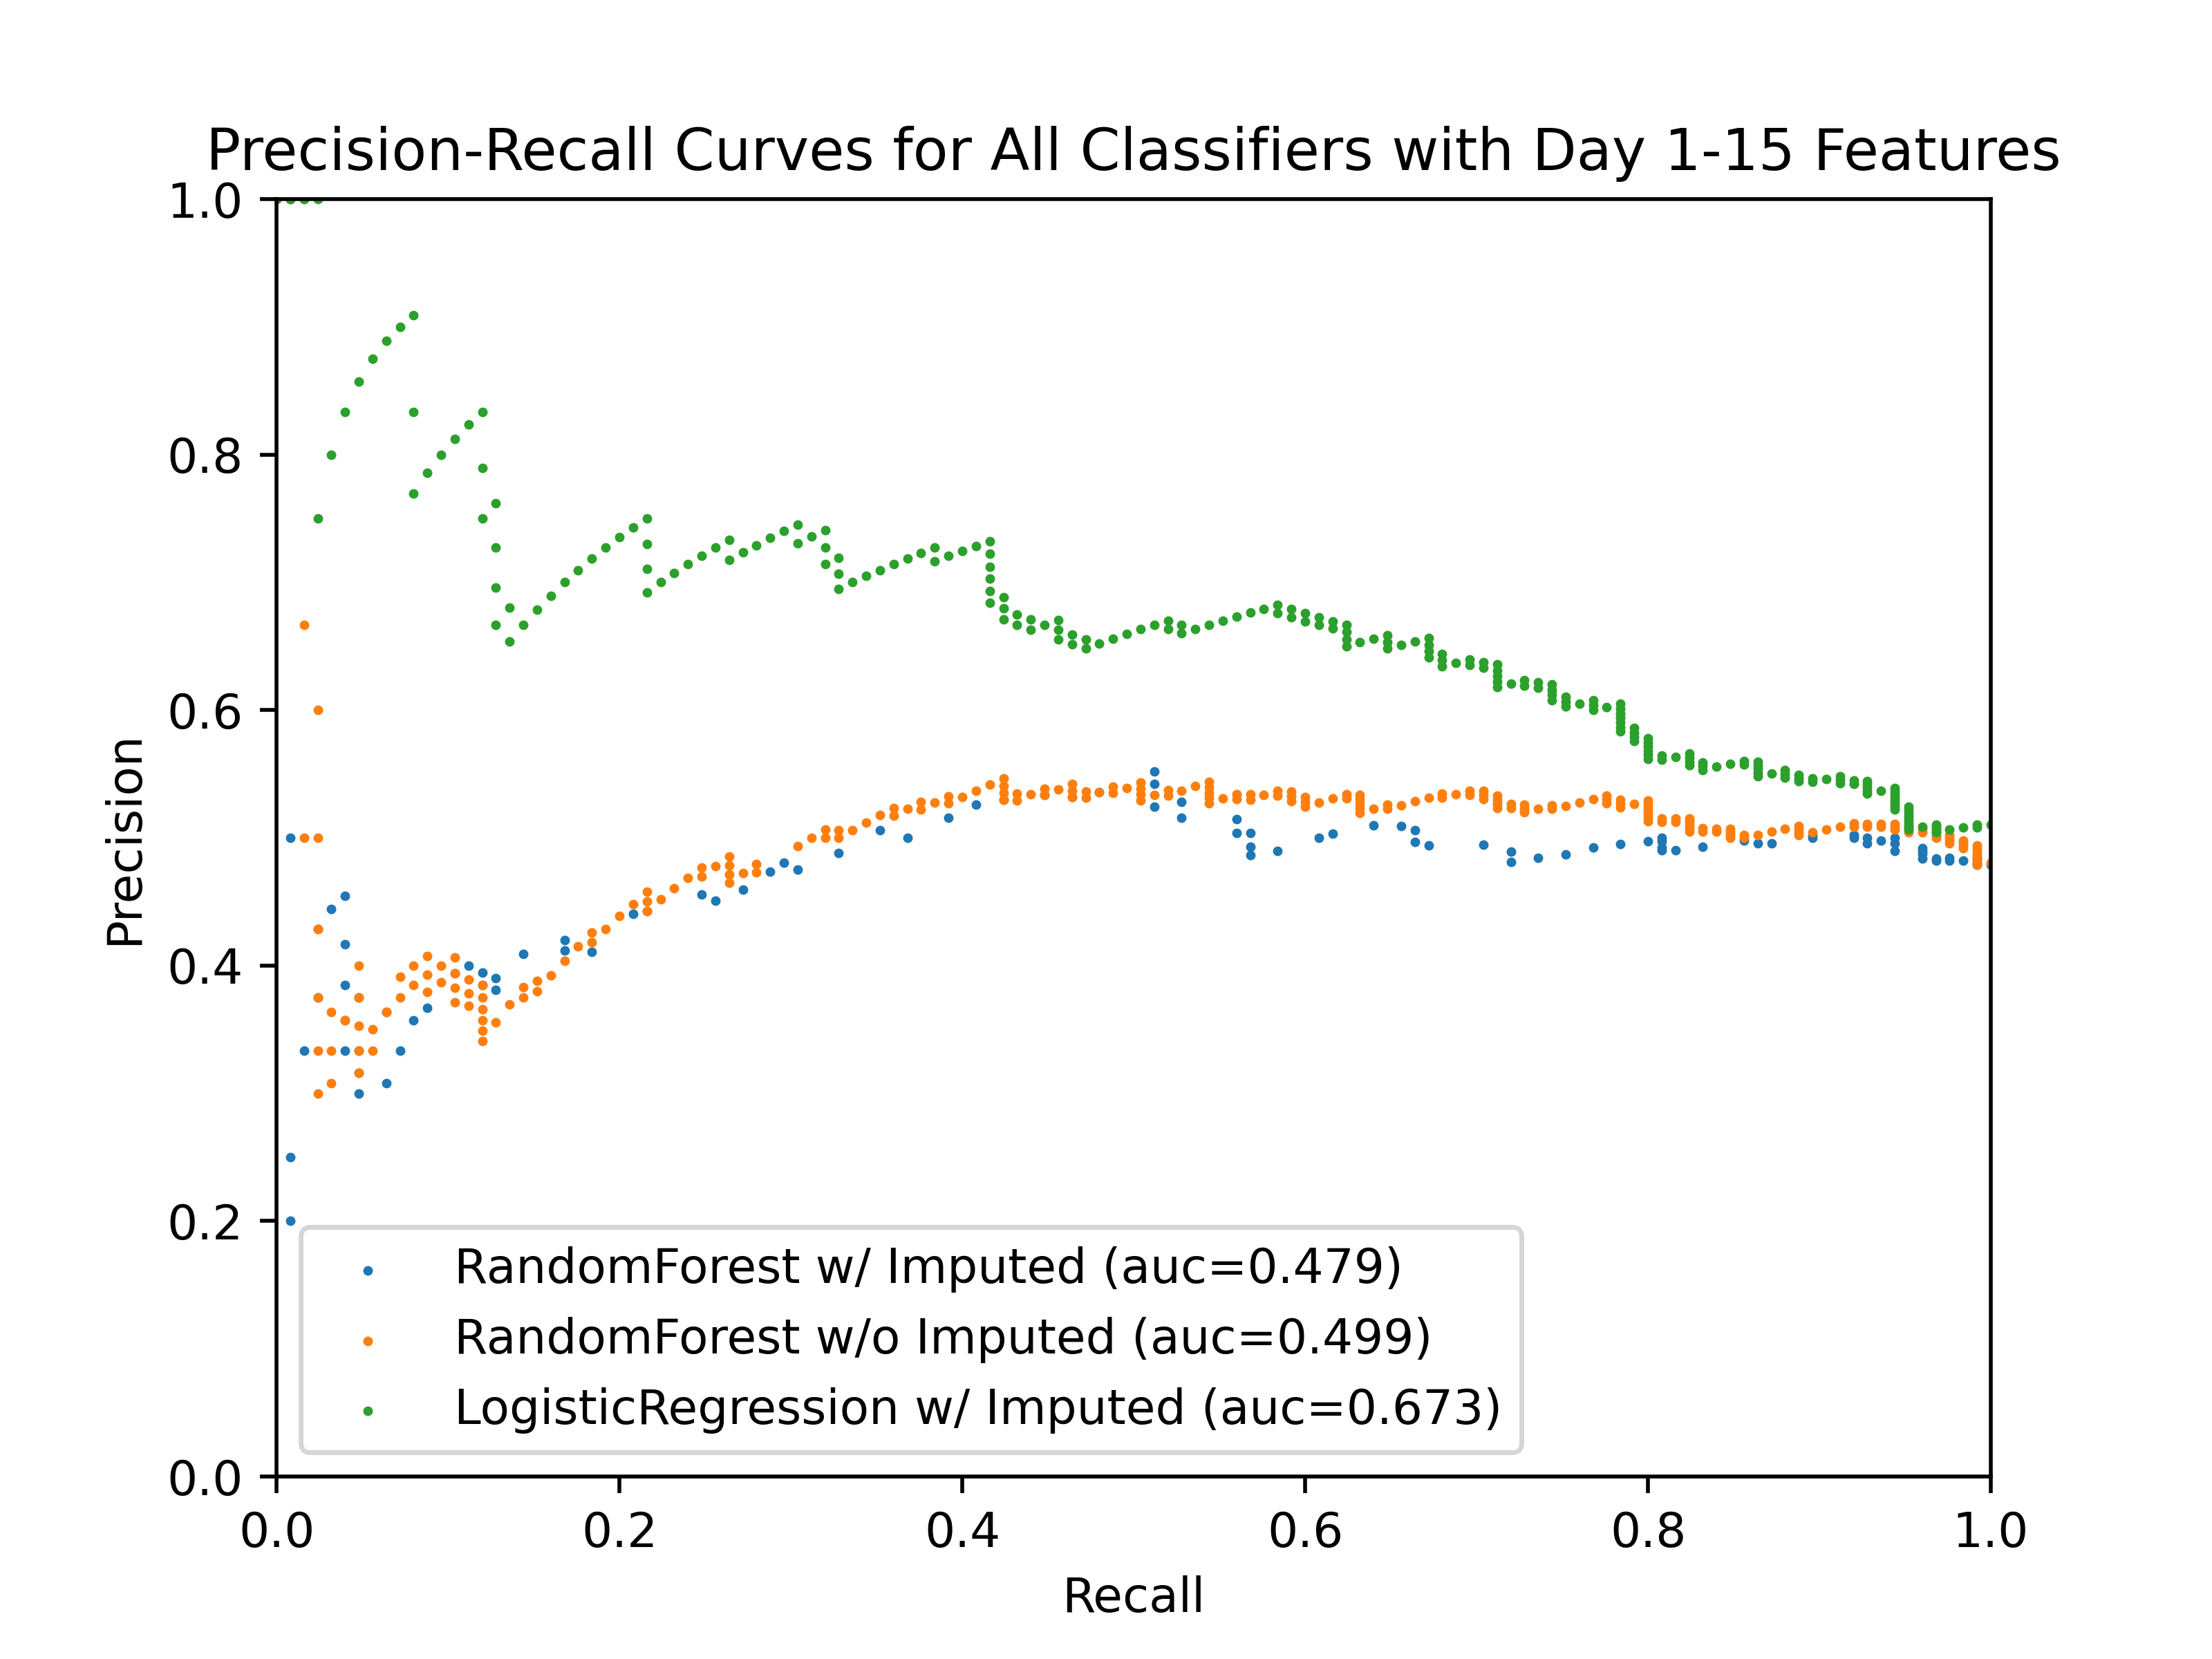 Precision-Recall Curves for All Classifiers with Day 1-15 Features
1.0
0.8
0.6
0.4
0.2
0.0
Precision
RandomForest w/ Imputed (auc=0.479)
RandomForest w/o Imputed (auc=0.499)
LogisticRegression w/ Imputed (auc=0.673)
0.0 0.2 0.4 0.6 0.8 1.0
Recall